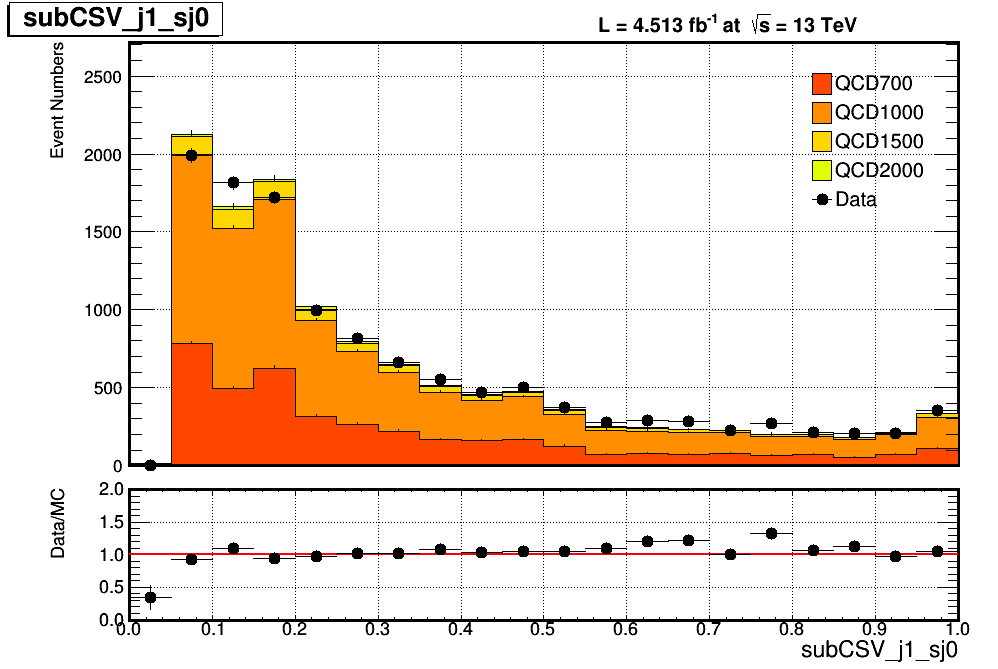 subCSV_j1_sj0
L = 4.513 fb-1 at √s = 13 TeV
Event Numbers
2500
2000
1500
1000
500
0
QCD700
QCD1000
QCD1500
QCD2000
Data
Data/MC
2.0
1.5
1.0
0.5
0.0
0.0 0.1 0.2 0.3 0.4 0.5 0.6 0.7 0.8 0.9 1.0
subCSV_j1_sj0